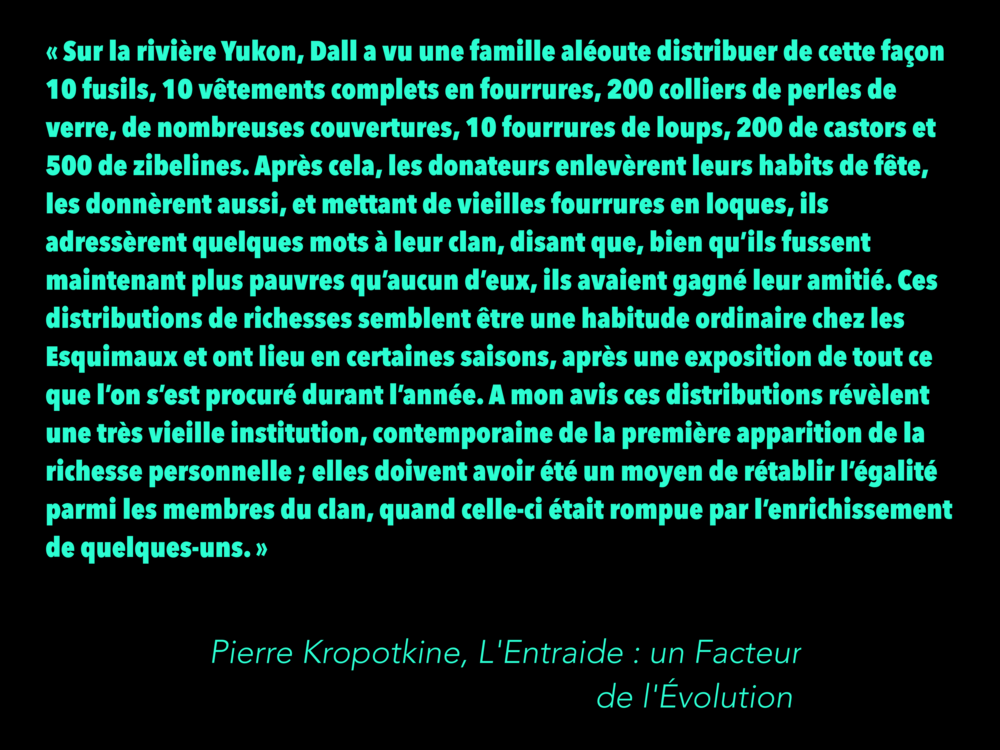 « Sur la rivière Yukon, Dall a vu une famille aléoute distribuer de cette façon
10 fusils, 10 vêtements complets en fourrures, 200 colliers de perles de
verre, de nombreuses couvertures, 10 fourrures de loups, 200 de castors et
500 de zibelines. Après cela, les donateurs enlevèrent leurs habits de fête,
les donnèrent aussi, et mettant de vieilles fourrures en loques, ils
adressèrent quelques mots à leur clan, disant que, bien qu’ils fussent
maintenant plus pauvres qu’aucun d’eux, ils avaient gagné leur amitié. Ces
distributions de richesses semblent être une habitude ordinaire chez les
Esquimaux et ont lieu en certaines saisons, après une exposition de tout ce
que l’on s’est procuré durant l’année. A mon avis ces distributions révèlent
une très vieille institution, contemporaine de la première apparition de la
richesse personnelle ; elles doivent avoir été un moyen de rétablir l’égalité
parmi les membres du clan, quand celle-ci était rompue par l’enrichissement
de quelques-uns. »
Pierre Kropotkine, L'Entraide : un Facteur
de l'Évolution